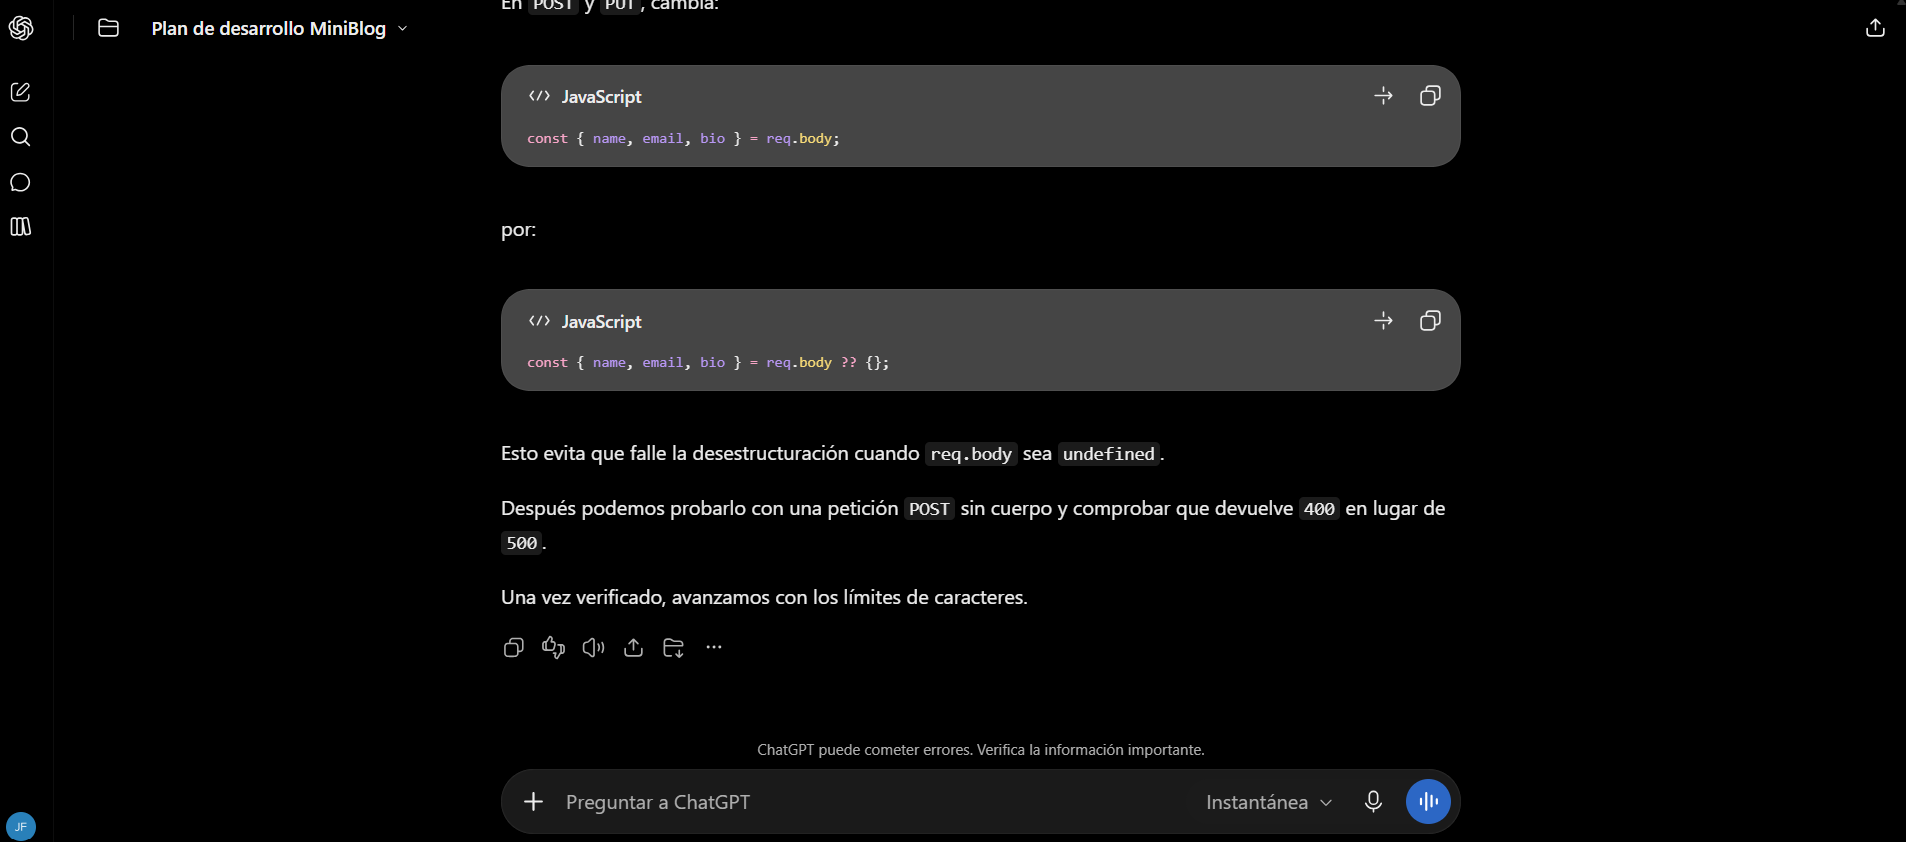 En POST y PUT, cambia:
Plan de desarrollo MiniBlog
JavaScript
const { name, email, bio } = req.body;
por:
JavaScript
const { name, email, bio } = req.body ?? {};
Esto evita que falle la desestructuración cuando req.body sea undefined.
Después podemos probarlo con una petición POST sin cuerpo y comprobar que devuelve 400 en lugar de
500.
Una vez verificado, avanzamos con los límites de caracteres.
ChatGPT puede cometer errores. Verifica la información importante.
Preguntar a ChatGPT
Instantánea
JF